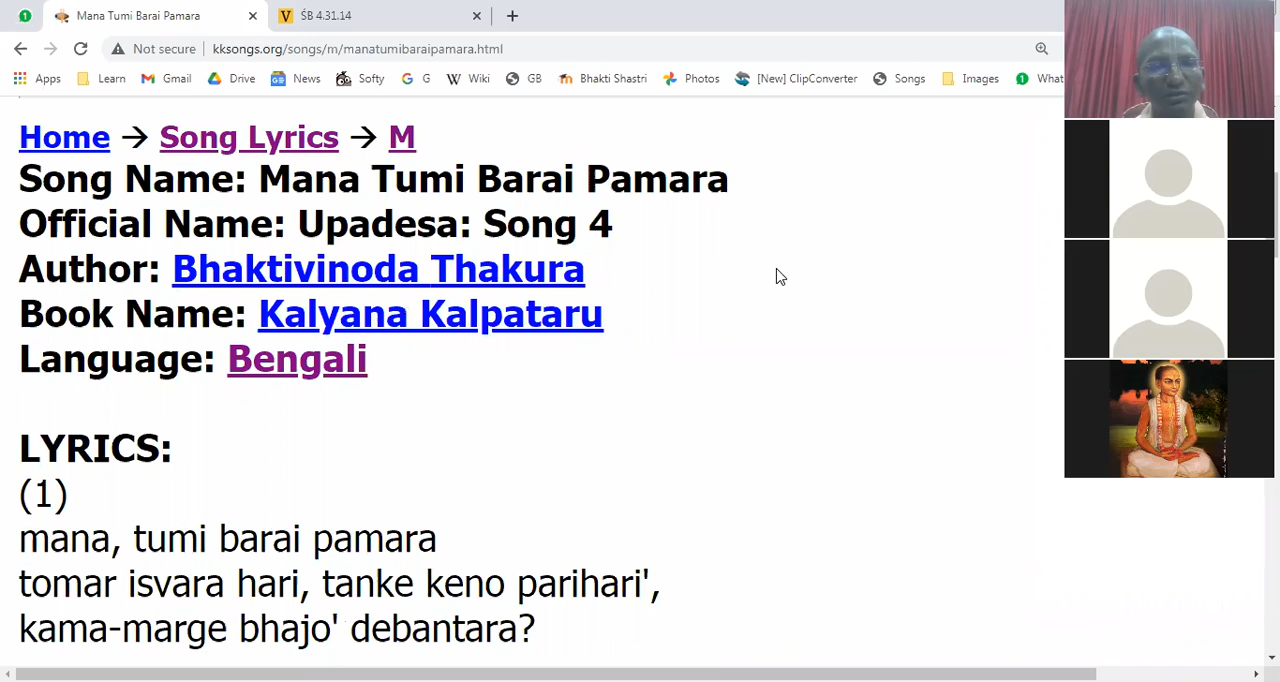 Mana Tumi Barai Pamara
ŚB 4.31.14
Not secure | kksongs.org/songs/m/manatumibaraipamara.html
Apps Learn Gmail Drive News Softy G Wiki GB Bhakti Shastri Photos [New] ClipConverter Songs Images What
Home → Song Lyrics → M
Song Name: Mana Tumi Barai Pamara
Official Name: Upadesa: Song 4
Author: Bhaktivinoda Thakura
Book Name: Kalyana Kalpataru
Language: Bengali
LYRICS:
(1)
mana, tumi barai pamara
tomar isvara hari, tanke keno parihari',
kama-marge bhajo' debantara?